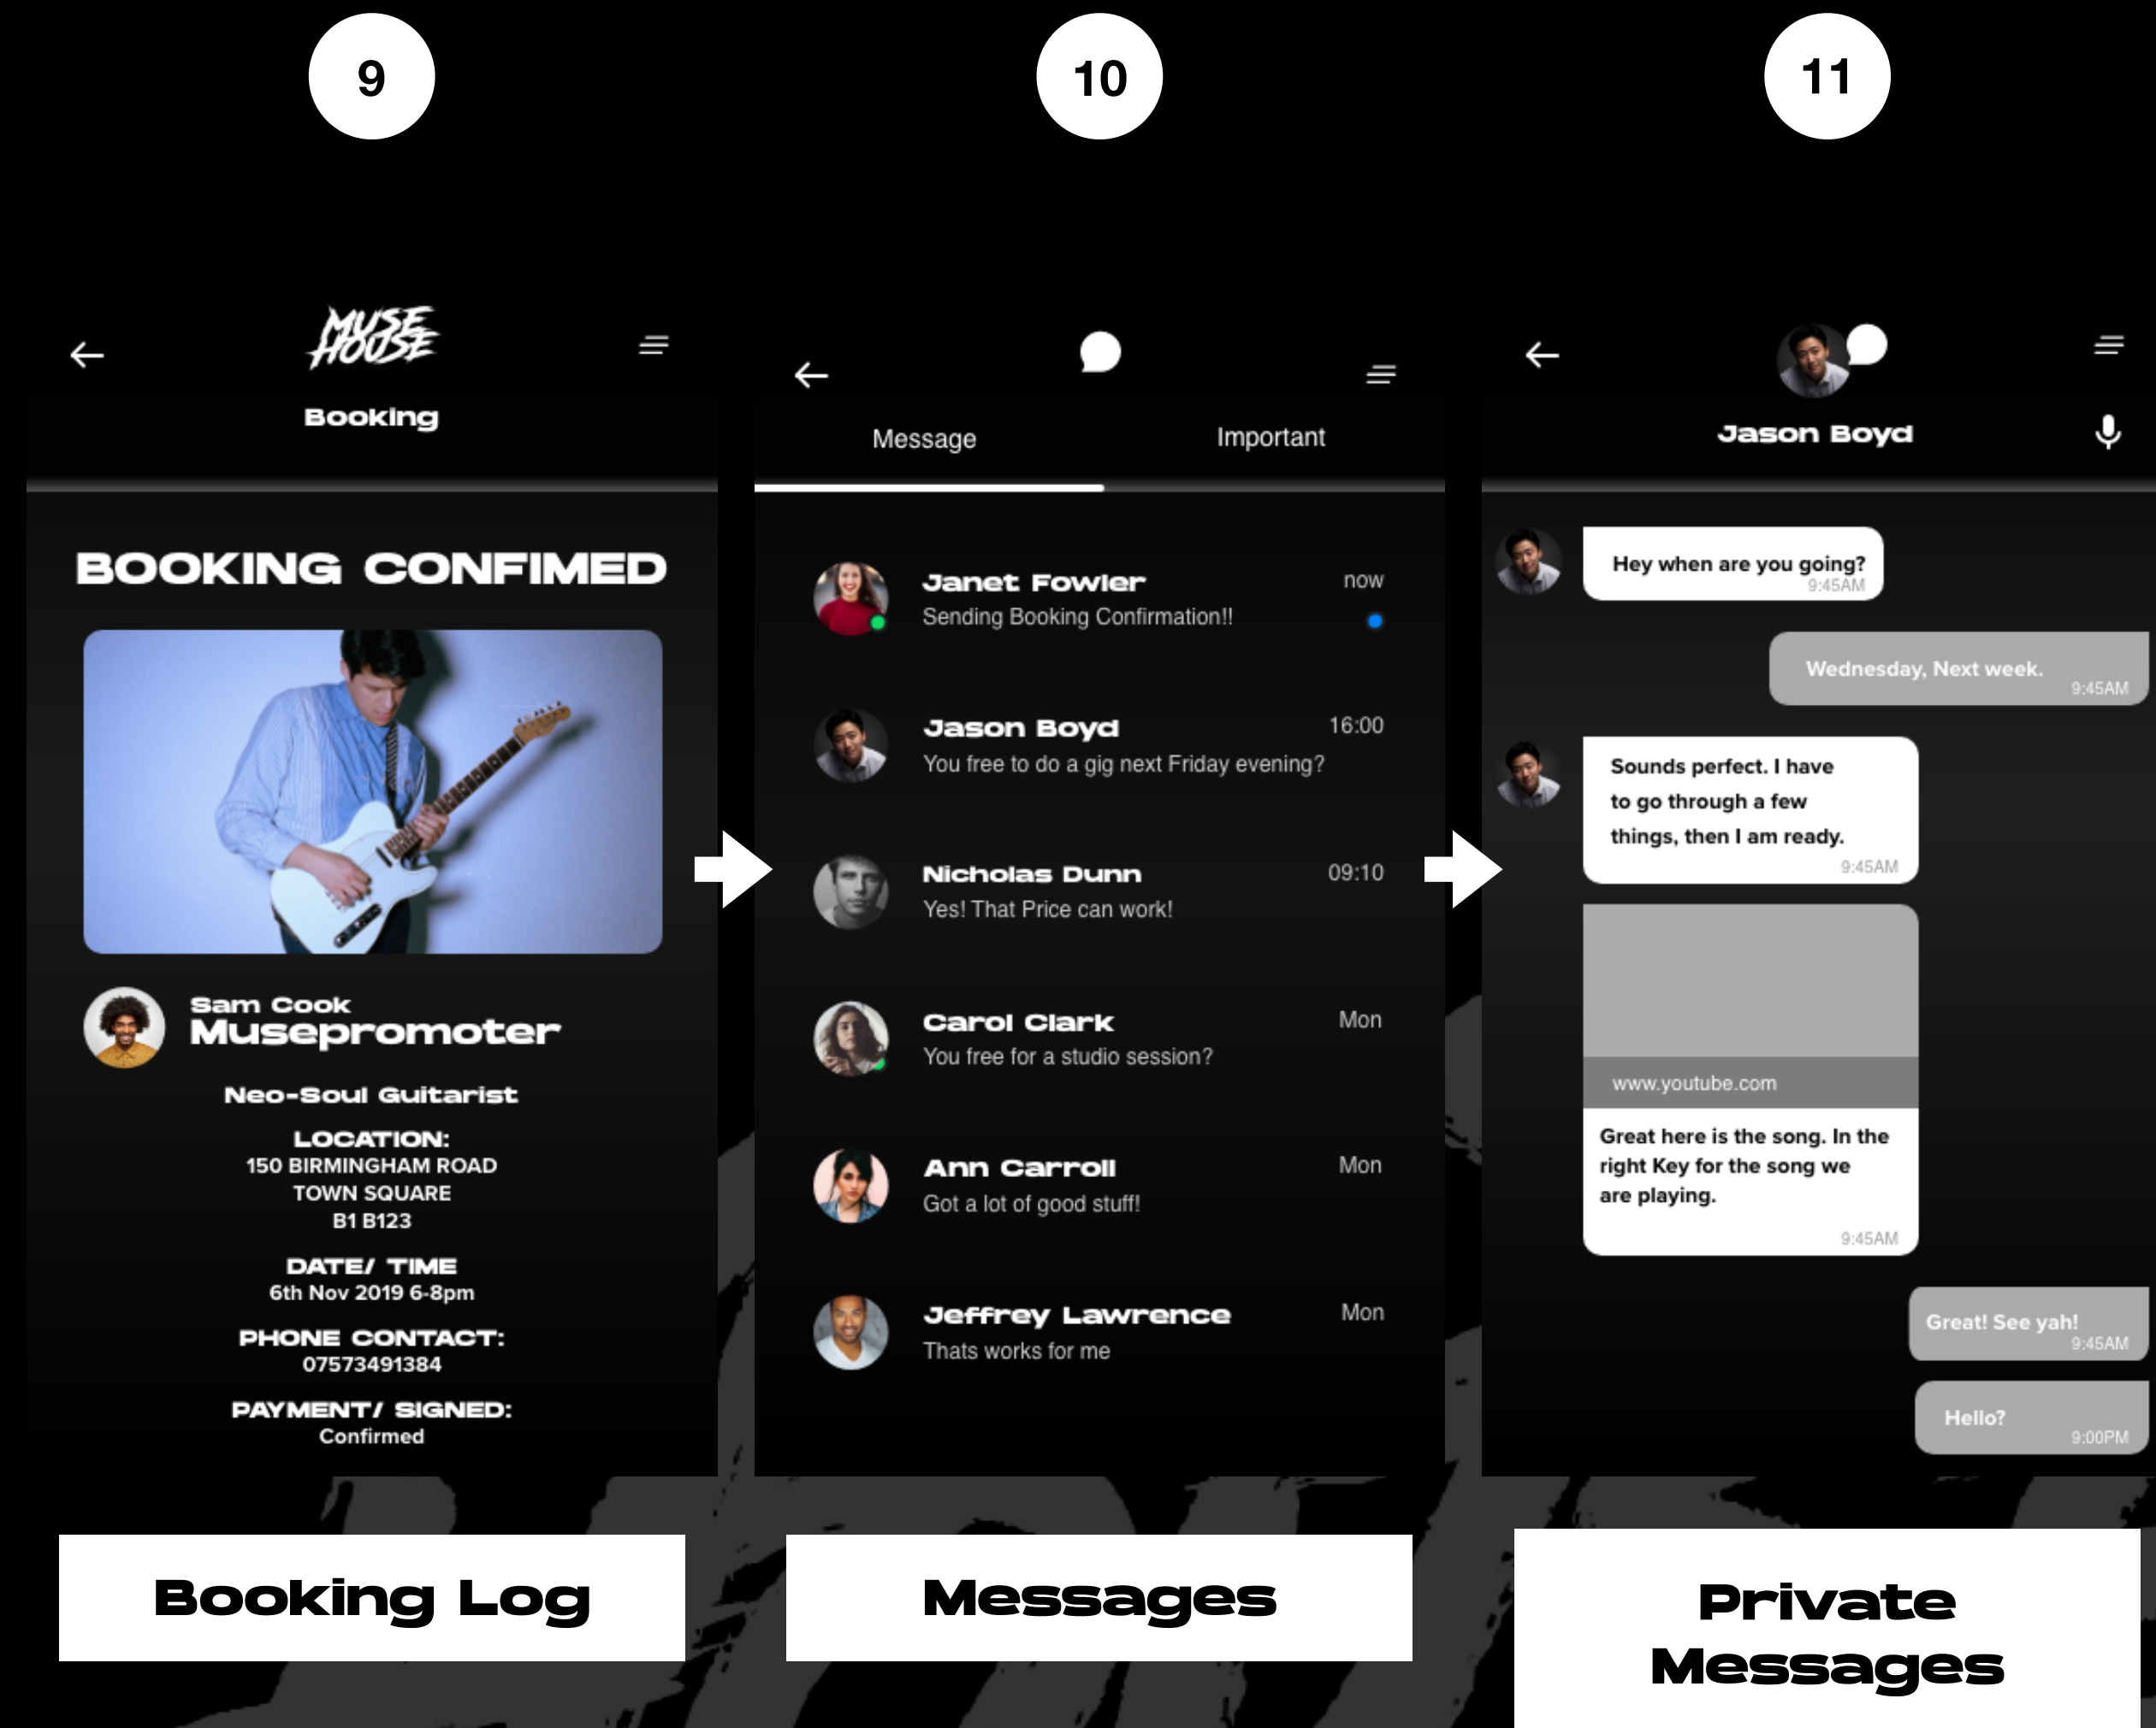 9
MUSE
HOUSE
Booking
BOOKING CONFIMED
Sam Cook
Musepromoter
Neo-Soul Guitarist
LOCATION:
150 BIRMINGHAM ROAD
TOWN SQUARE
B1 B123
DATE/ TIME
6th Nov 2019 6-8pm
PHONE CONTACT:
07573491384
PAYMENT/ SIGNED:
Confirmed
Booking Log
10
Message
Important
Janet Fowler
now
Sending Booking Confirmation!!
Jason Boyd
16:00
You free to do a gig next Friday evening?
Nicholas Dunn
09:10
Yes! That Price can work!
Carol Clark
Mon
You free for a studio session?
Ann Carroll
Mon
Got a lot of good stuff!
Jeffrey Lawrence
Mon
Thats works for me
Messages
11
Jason Boyd
Hey when are you going?
9:45AM
Wednesday, Next week.
9:45AM
Sounds perfect. I have
to go through a few
things, then I am ready.
9:45AM
www.youtube.com
Great here is the song. In the
right Key for the song we
are playing.
9:45AM
Great! See yah!
9:45AM
Hello?
9:00PM
Private
Messages